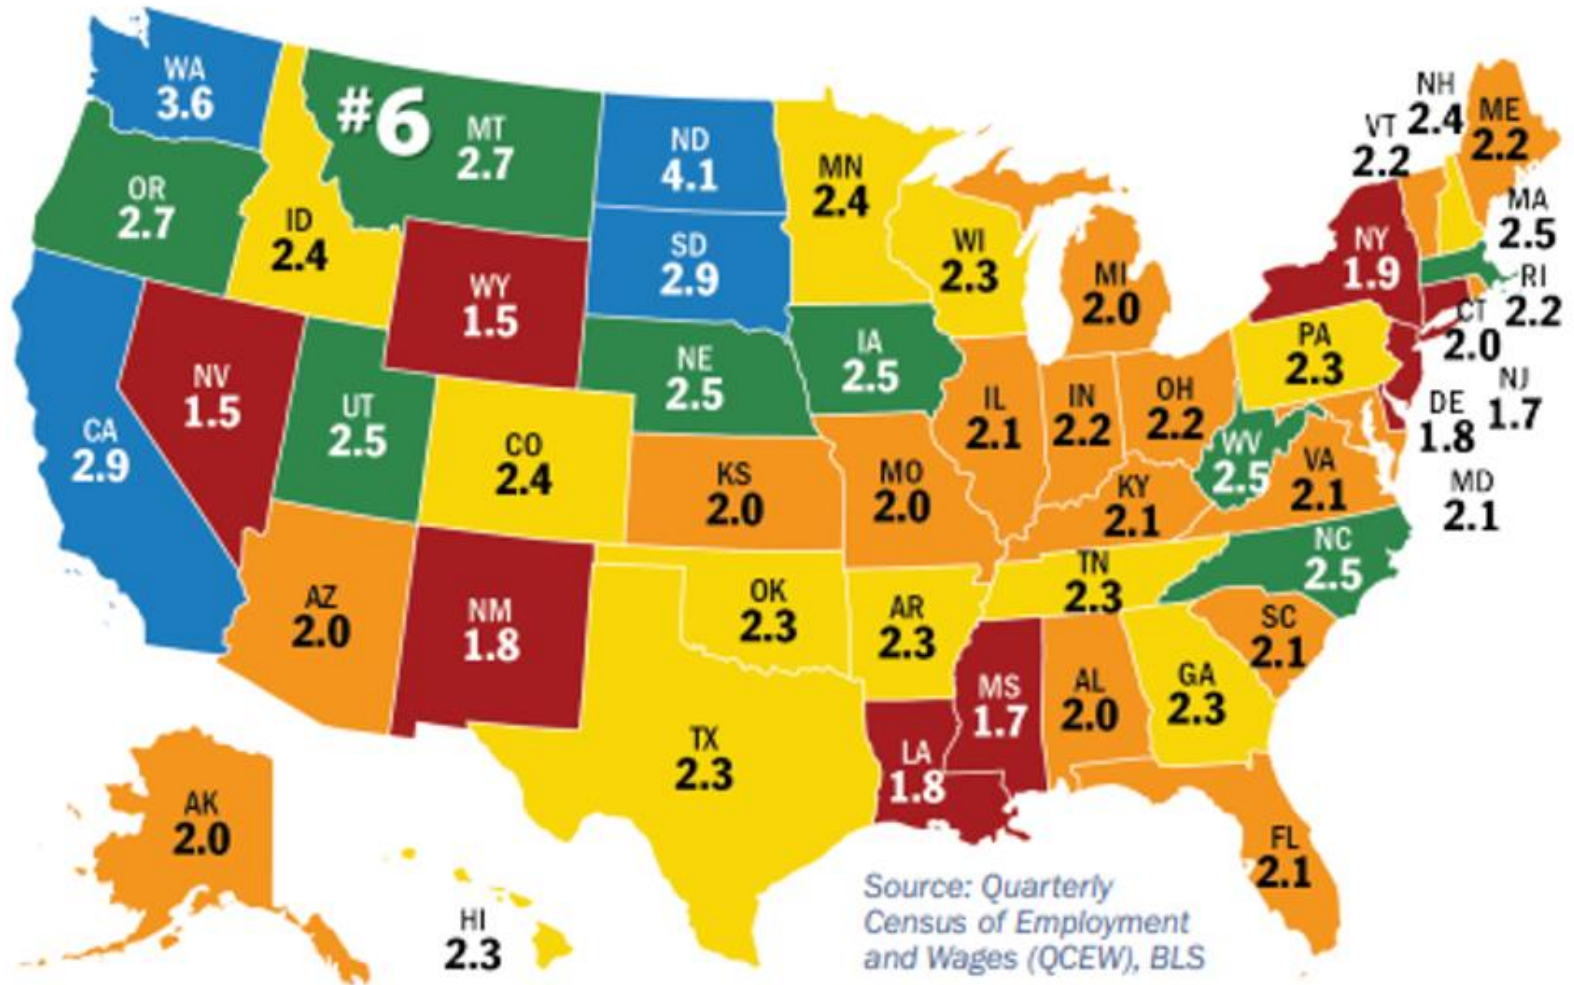 WA
3.6
#6
MT
2.7
ND
4.1
MN
2.4
OR
2.7
ID
2.4
SD
2.9
WI
2.3
WY
1.5
MI
2.0
NH
2.4
ME
2.2
VT
2.2
MA
2.5
NY
1.9
RI
2.2
CT
2.0
PA
2.3
NJ
1.7
DE
1.8
MD
2.1
CA
2.9
NV
1.5
UT
2.5
CO
2.4
NE
2.5
IA
2.5
KS
2.0
MO
2.0
IL
2.1
IN
2.2
OH
2.2
WV
2.5
VA
2.1
KY
2.1
NC
2.5
TN
2.3
SC
2.1
AZ
2.0
NM
1.8
OK
2.3
AR
2.3
TX
2.3
LA
1.8
MS
1.7
AL
2.0
GA
2.3
FL
2.1
AK
2.0
HI
2.3
Source: Quarterly
Census of Employment
and Wages (QCEW), BLS